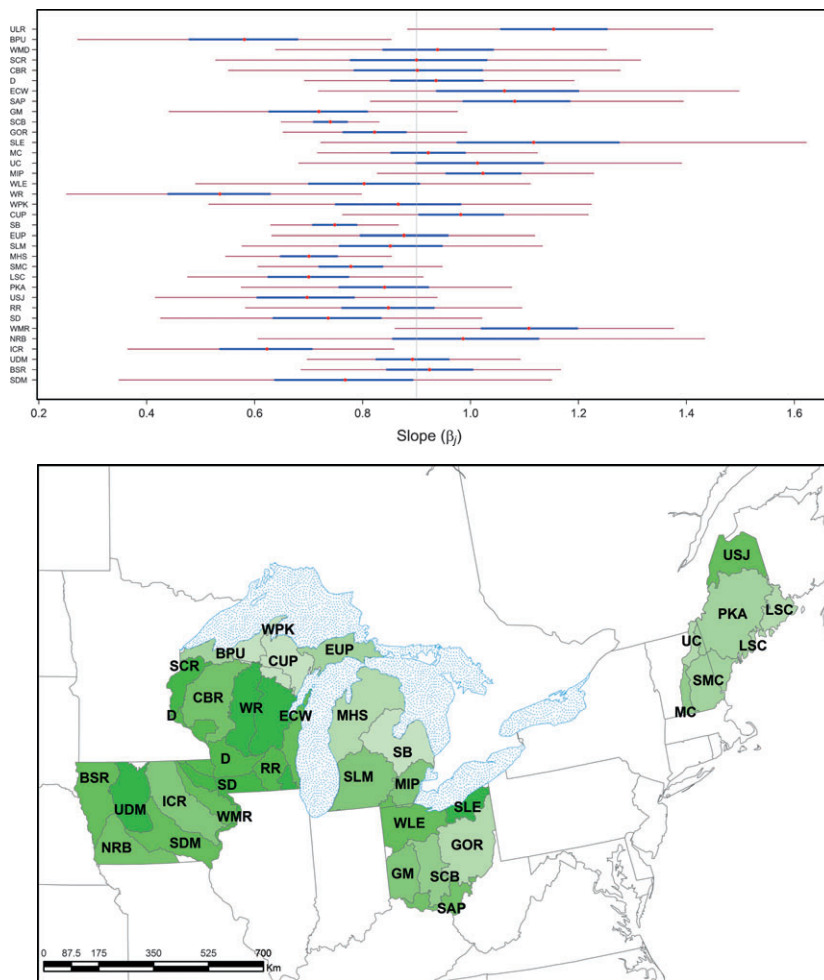 ULR
BPU
WMD
SCR
CBR
D
ECW
SAP
GM
SCB
GOR
SLE
MC
UC
MIP
WLE
WR
WPK
CUP
SB
EUP
SLM
MHS
SMC
LSC
PKA
USJ
RR
SD
WMR
NRB
ICR
UDM
BSR
SDM
0.2 0.4 0.6 0.8 1.0 1.2 1.4 1.6
Slope (βj)
USJ
PKA LSC
WPK
UC LSC
BPU EUP
CUP
SCR
SMC
CBR
WR
D ECW MHS MC
SB
D
RR SLM MIP
BSR SD
ICR SLE
UDM WMR WLE
NRB SDM GOR
GM SCB
SAP
0 87.5 175 350 525 700
Km